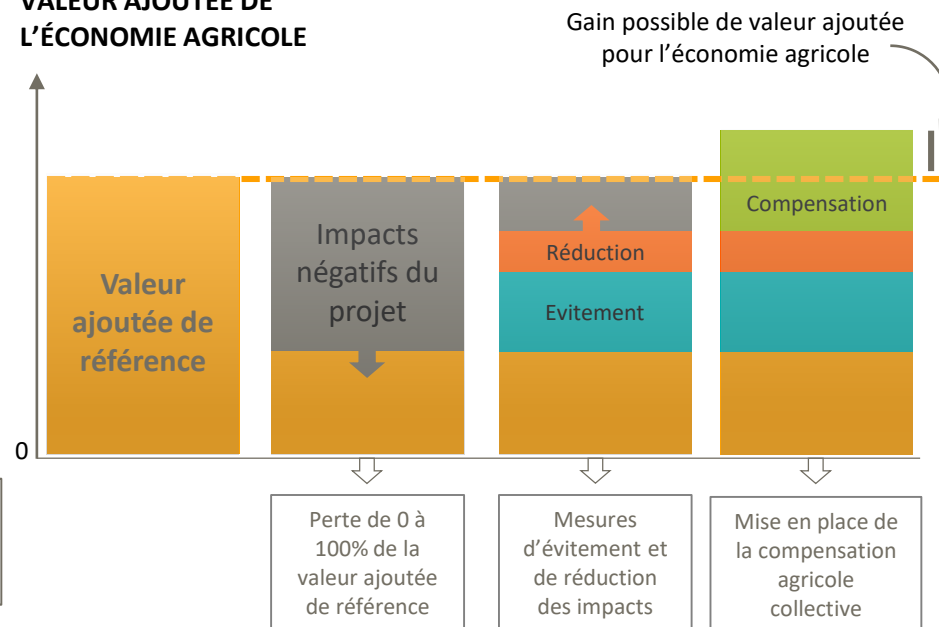 VALEUR AJOUTÉE DE
L'ÉCONOMIE AGRICOLE
Gain possible de valeur ajoutée
pour l'économie agricole
Valeur
ajoutée de
référence
Impacts
négatifs du
projet
Réduction
Evitement
Compensation
0
Perte de 0 à
100% de la
valeur ajoutée
de référence
Mesures
d'évitement et
de réduction
des impacts
Mise en place de
la compensation
agricole
collective